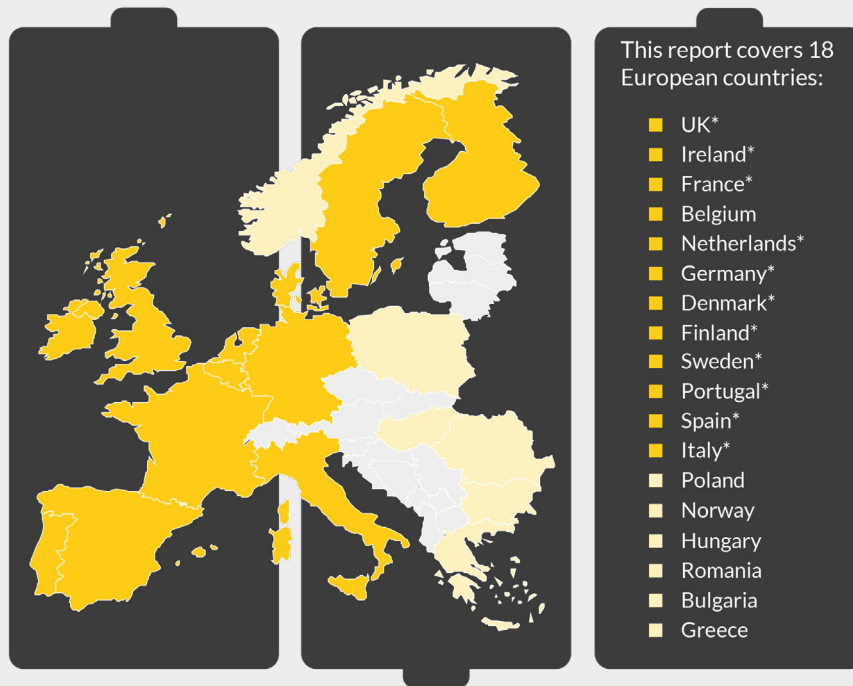 This report covers 18
European countries:
UK*
Ireland*
France*
Belgium
Netherlands*
Germany*
Denmark*
Finland*
Sweden*
Portugal*
Spain*
Italy*
Poland
Norway
Hungary
Romania
Bulgaria
Greece